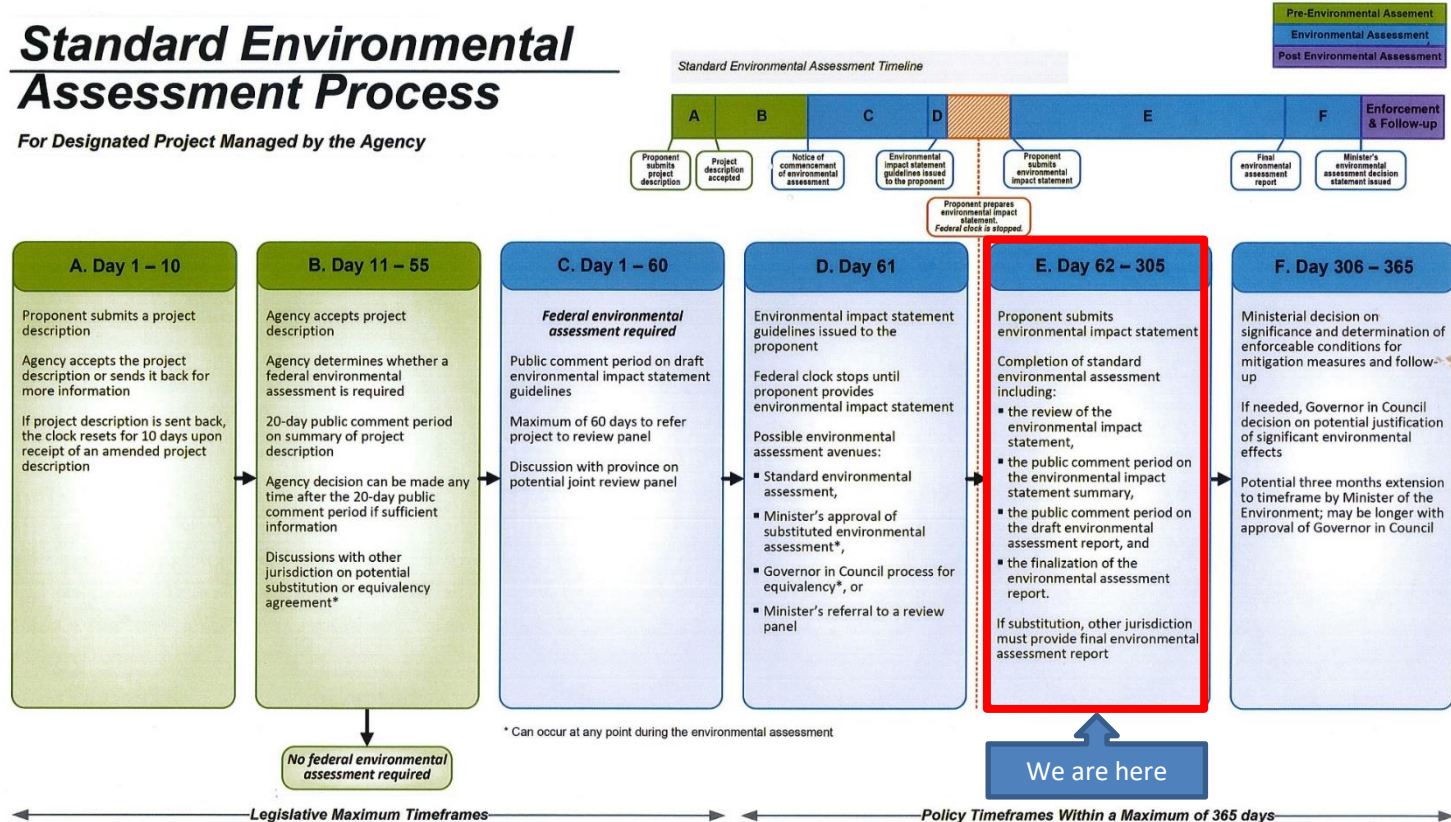 Standard Environmental
Assessment Process
For Designated Project Managed by the Agency
Pre-Environmental Assement
Environmental Assessment
Post Environmental Assessment
Standard Environmental Assessment Timeline
A
B
C
D
E
F
Enforcement
& Follow-up
Proponent
submits
project
description
Project
description
accepted
Notice of
commencement
of environmental
assessment
Environmental
impact statement
guidelines issued
to the proponent
Proponent
submits
environmental
impact statement
Final
environmental
assessment
report
Minister's
environmental
assessment decision
statement issued
Proponent prepares
environmental impact
statement.
Federal clock is stopped.
A. Day 1 – 10
Proponent submits a project
description
Agency accepts the project
description or sends it back for
more information
If project description is sent back,
the clock resets for 10 days upon
receipt of an amended project
description
B. Day 11 – 55
Agency accepts project
description
Agency determines whether a
federal environmental
assessment is required
20-day public comment period
on summary of project
description
Agency decision can be made any
time after the 20-day public
comment period if sufficient
information
Discussions with other
jurisdiction on potential
substitution or equivalency
agreement*
No federal environmental
assessment required
C. Day 1 – 60
Federal environmental
assessment required
Public comment period on draft
environmental impact statement
guidelines
Maximum of 60 days to refer
project to review panel
Discussion with province on
potential joint review panel
D. Day 61
Environmental impact statement
guidelines issued to the
proponent
Federal clock stops until
proponent provides
environmental impact statement
Possible environmental
assessment avenues:
▪ Standard environmental
assessment,
▪ Minister's approval of
substituted environmental
assessment*,
▪ Governor in Council process for
equivalency*, or
▪ Minister's referral to a review
panel
E. Day 62 – 305
Proponent submits
environmental impact statement
Completion of standard
environmental assessment
including:
▪ the review of the
environmental impact
statement,
▪ the public comment period on
the environmental impact
statement summary,
▪ the public comment period on
the draft environmental
assessment report, and
▪ the finalization of the
environmental assessment
report.
If substitution, other jurisdiction
must provide final environmental
assessment report
F. Day 306 – 365
Ministerial decision on
significance and determination of
enforceable conditions for
mitigation measures and follow-
up
If needed, Governor in Council
decision on potential justification
of significant environmental
effects
Potential three months extension
to timeframe by Minister of the
Environment; may be longer with
approval of Governor in Council
* Can occur at any point during the environmental assessment
We are here
Legislative Maximum Timeframes
Policy Timeframes Within a Maximum of 365 days